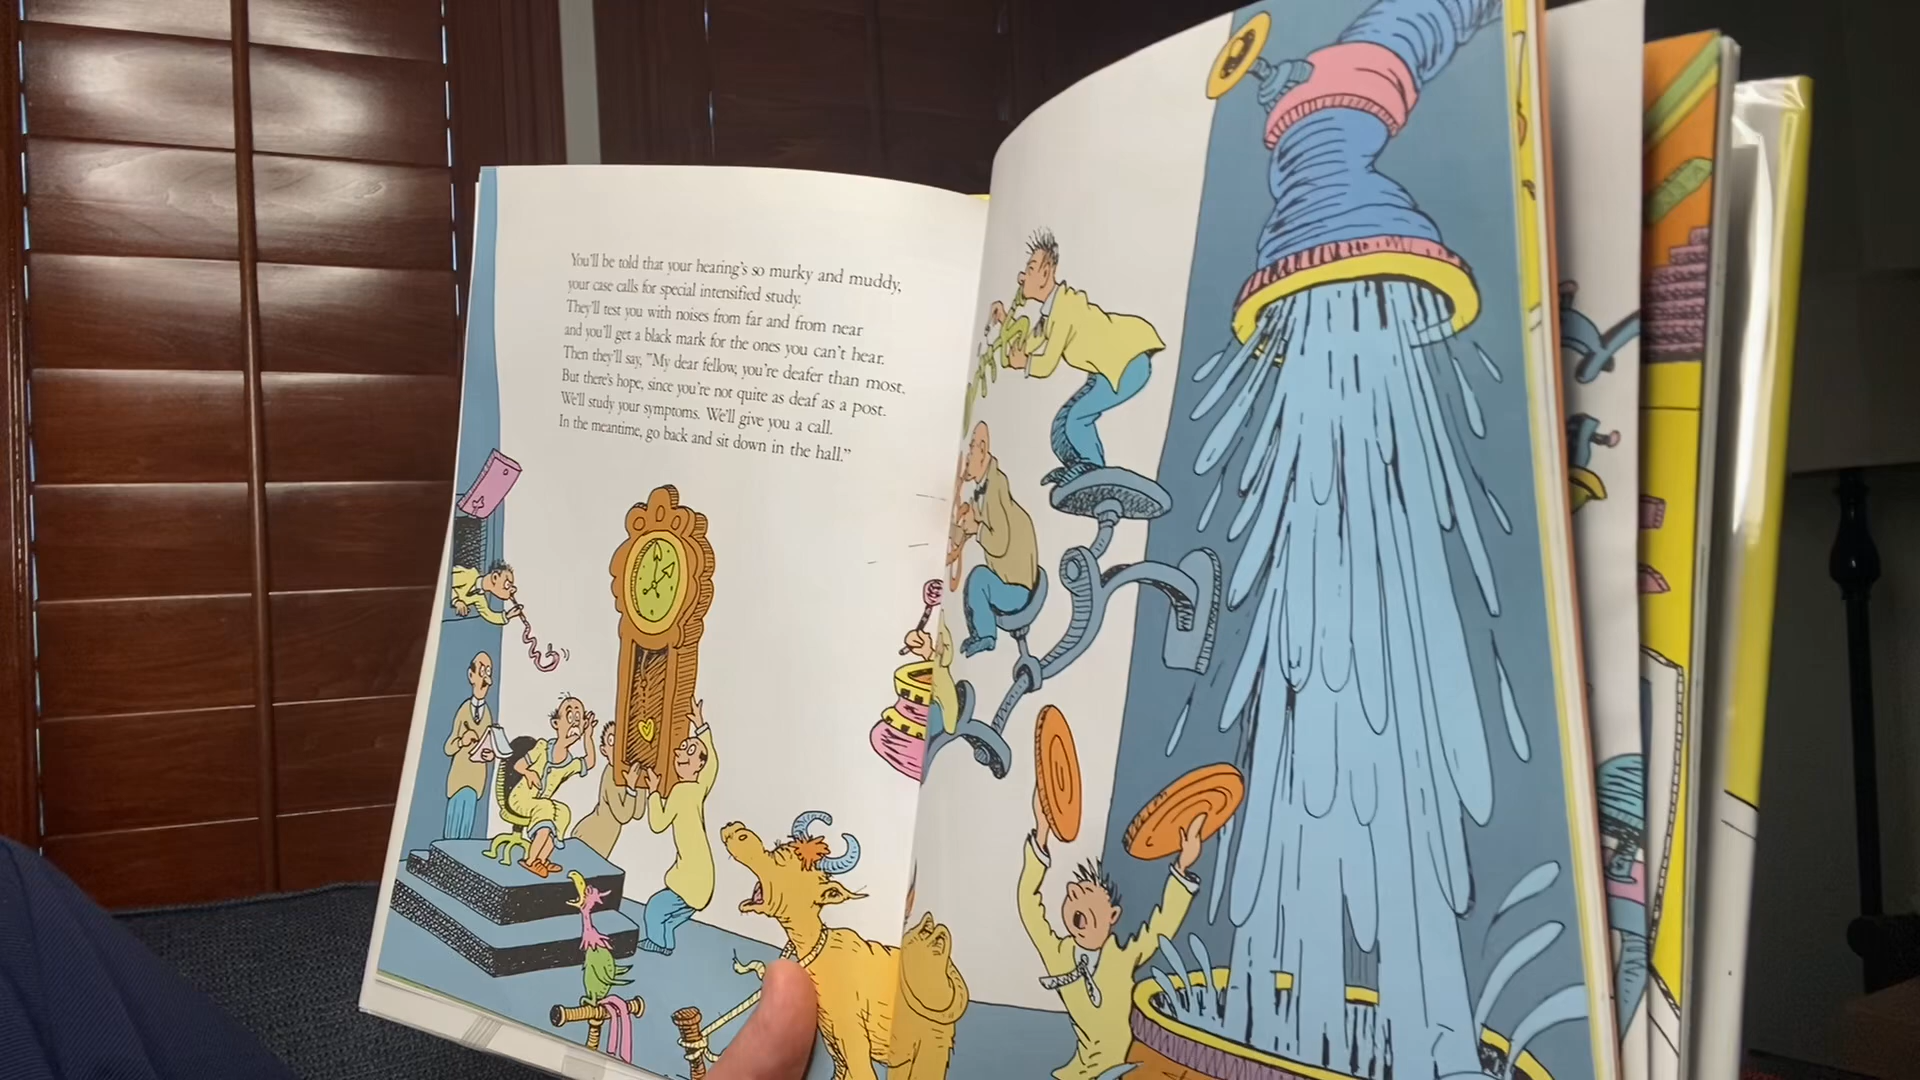 You'll be told that your hearing's so murky and muddy,
your case calls for special intensified study.
They'll test you with noises from far and from near
and you'll get a black mark for the ones you can't hear.
Then they'll say, "My dear fellow, you're deafer than most.
But there's hope, since you're not quite as deaf as a post.
We'll study your symptoms. We'll give you a call.
In the meantime, go back and sit down in the hall."